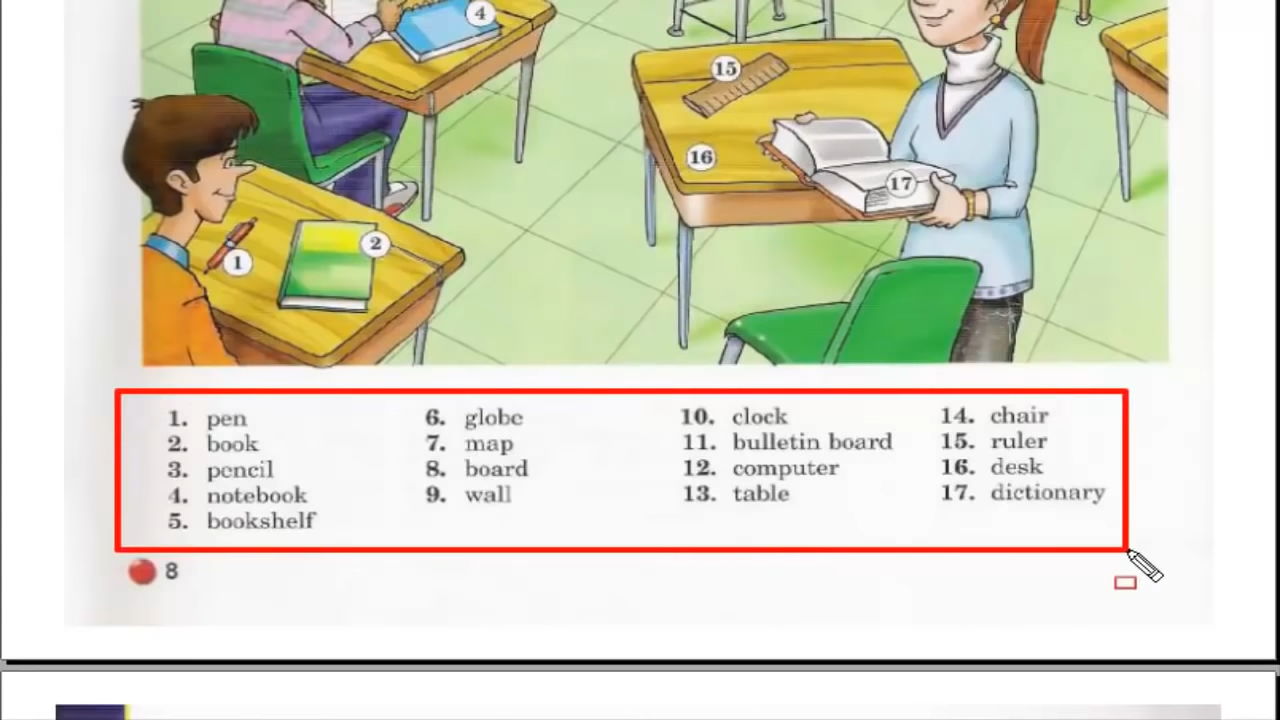 4
15
16
17
1
2
1. pen
2. book
3. pencil
4. notebook
5. bookshelf
6. globe
7. map
8. board
9. wall
10. clock
11. bulletin board
12. computer
13. table
14. chair
15. ruler
16. desk
17. dictionary
8